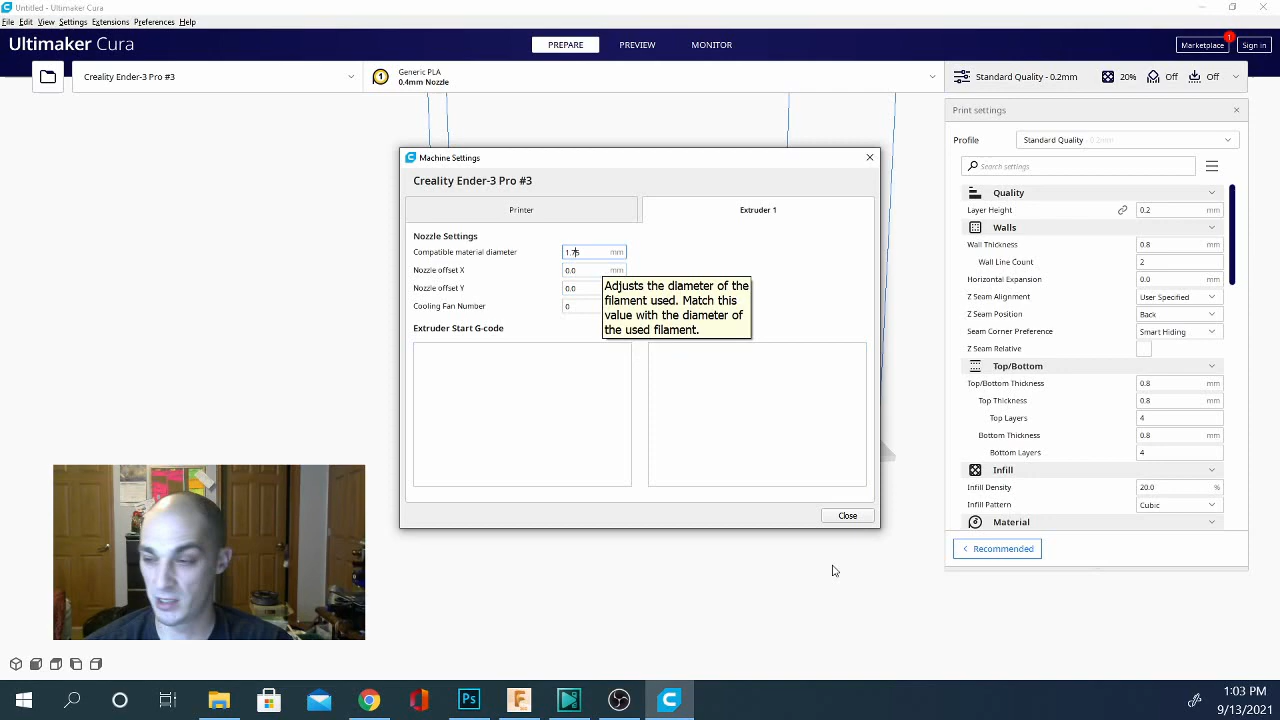 Untitled - Ultimaker Cura
File Edit View Settings Extensions Preferences Help
Ultimaker Cura
PREPARE
PREVIEW
MONITOR
Marketplace
1
Sign in
Creality Ender-3 Pro #3
1
Generic PLA
0.4mm Nozzle
Standard Quality - 0.2mm
20%
Off
Off
Print settings
Profile
Standard Quality - 0.2mm
Search settings
Quality
Layer Height 0.2 mm
Walls
Wall Thickness 0.8 mm
Wall Line Count 2
Horizontal Expansion 0.0 mm
Z Seam Alignment User Specified
Z Seam Position Back
Seam Corner Preference Smart Hiding
Z Seam Relative
Top/Bottom
Top/Bottom Thickness 0.8 mm
Top Thickness 0.8 mm
Top Layers 4
Bottom Thickness 0.8 mm
Bottom Layers 4
Infill
Infill Density 20.0 %
Infill Pattern Cubic
Material
Recommended
Machine Settings
Creality Ender-3 Pro #3
Printer
Extruder 1
Nozzle Settings
Compatible material diameter 1.75 mm
Nozzle offset X 0.0 mm
Nozzle offset Y 0.0
Cooling Fan Number 0
Adjusts the diameter of the
filament used. Match this
value with the diameter of
the used filament.
Extruder Start G-code
Close
Ps
F
1:03 PM
9/13/2021